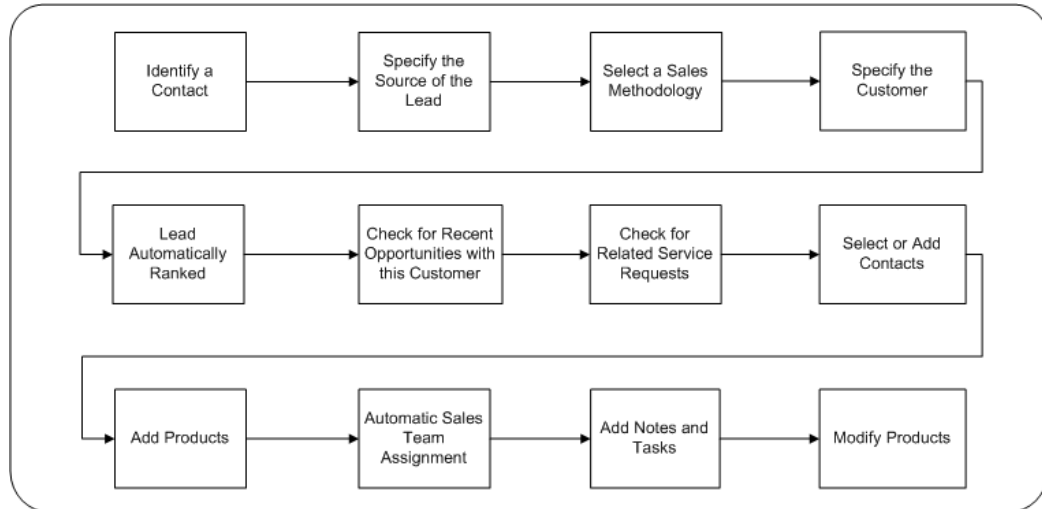 Identify a
Contact
Specify the
Source of the
Lead
Select a Sales
Methodology
Specify the
Customer
Lead
Automatically
Ranked
Check for Recent
Opportunities with
this Customer
Check for
Related Service
Requests
Select or Add
Contacts
Add Products
Automatic Sales
Team
Assignment
Add Notes and
Tasks
Modify Products